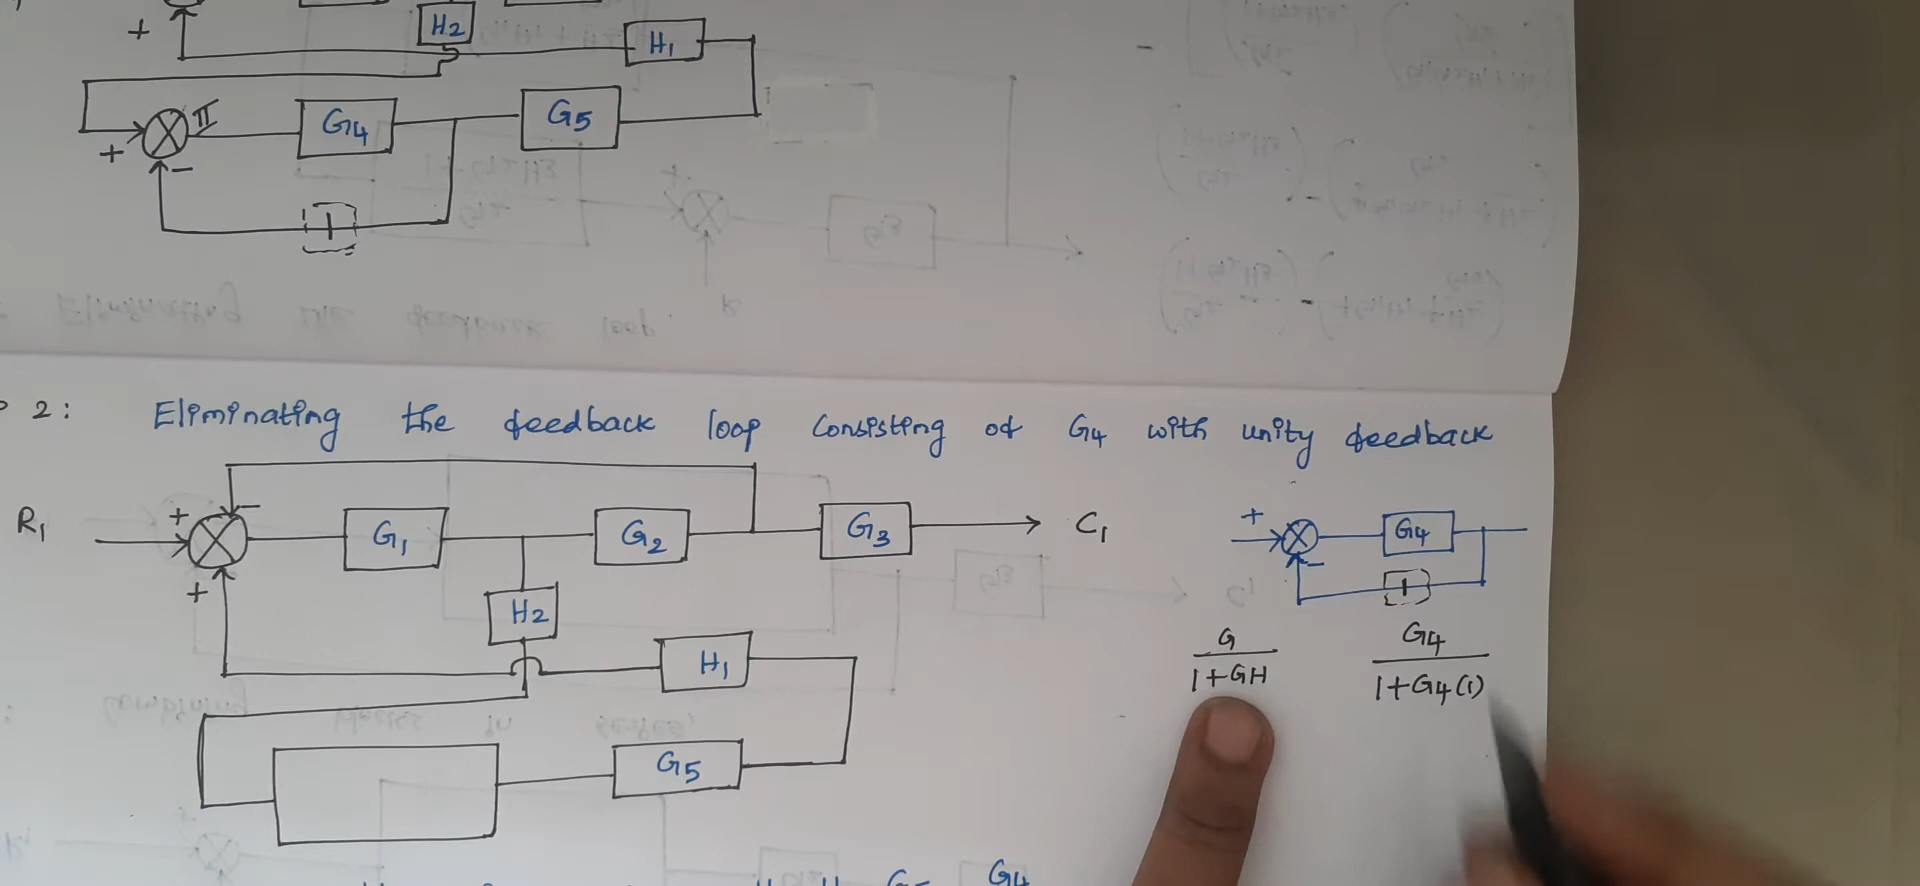 +
H2
H1
II
G4
G5
+
−
1
2: Eliminating the feedback loop consisting of G4 with unity feedback
R1
+
−
G1
G2
G3
C1
+
H2
H1
G5
+
−
G4
1
G
1+GH
G4
1+G4(1)
G4